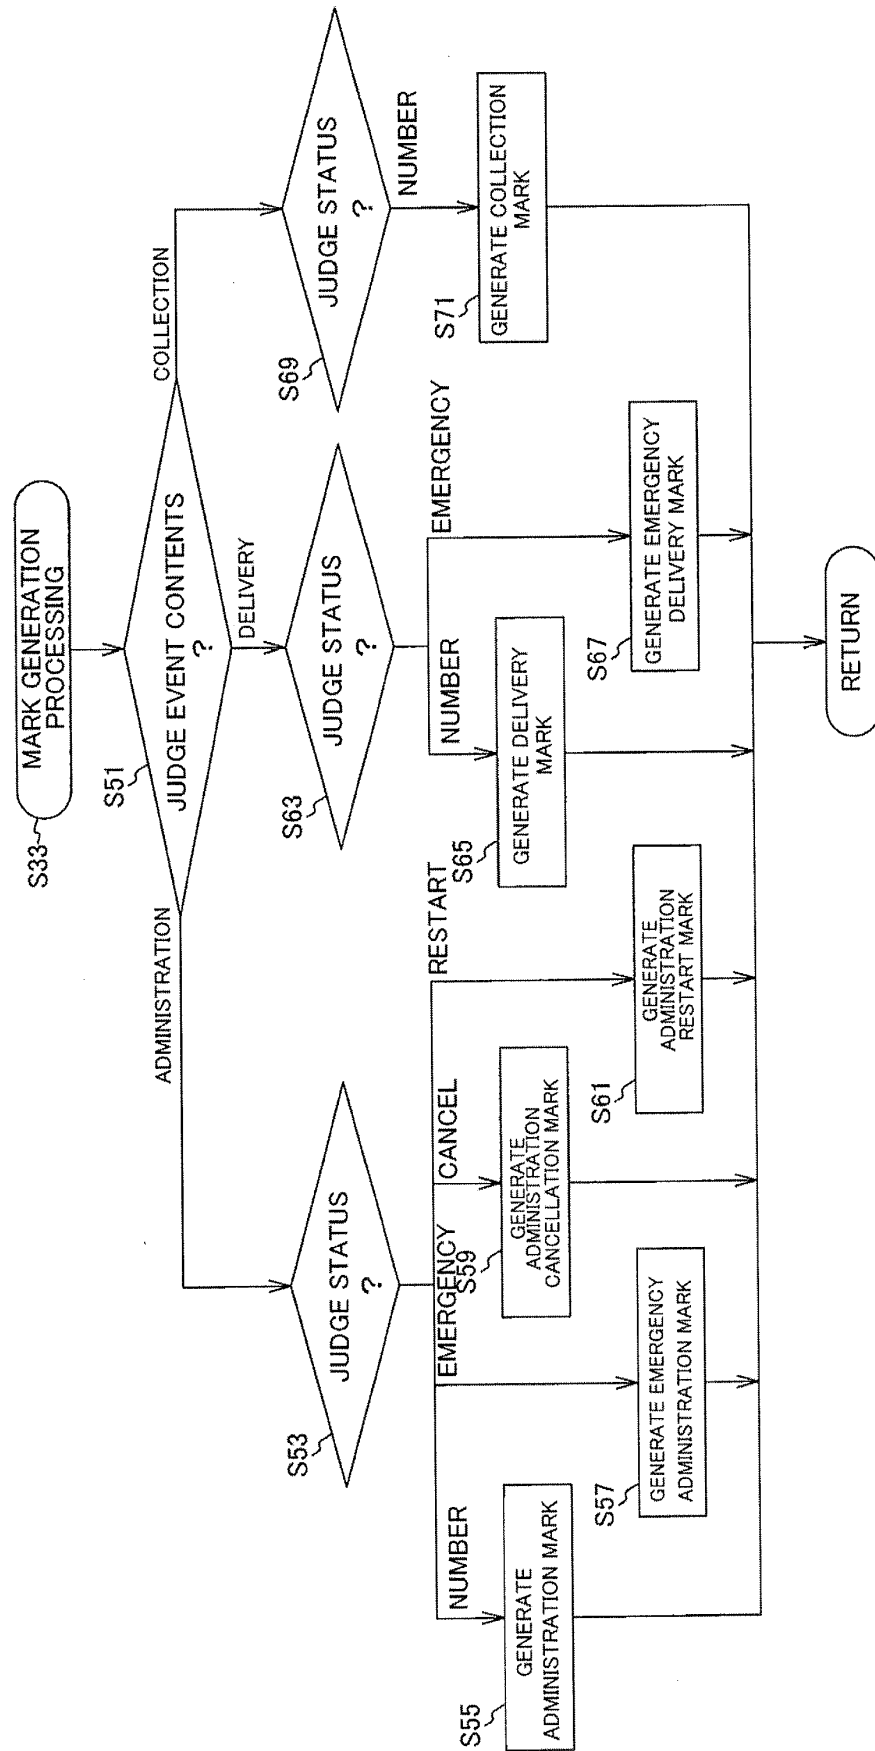 S33
MARK GENERATION
PROCESSING
S51
JUDGE EVENT CONTENTS
?
ADMINISTRATION
DELIVERY
COLLECTION
S53
JUDGE STATUS
?
S63
JUDGE STATUS
?
S69
JUDGE STATUS
?
NUMBER
EMERGENCY
CANCEL
RESTART
NUMBER
EMERGENCY
NUMBER
S55
GENERATE
ADMINISTRATION MARK
S59
GENERATE
ADMINISTRATION
CANCELLATION MARK
S65
GENERATE DELIVERY
MARK
S71
GENERATE COLLECTION
MARK
S57
GENERATE EMERGENCY
ADMINISTRATION MARK
S61
GENERATE
ADMINISTRATION
RESTART MARK
S67
GENERATE EMERGENCY
DELIVERY MARK
RETURN